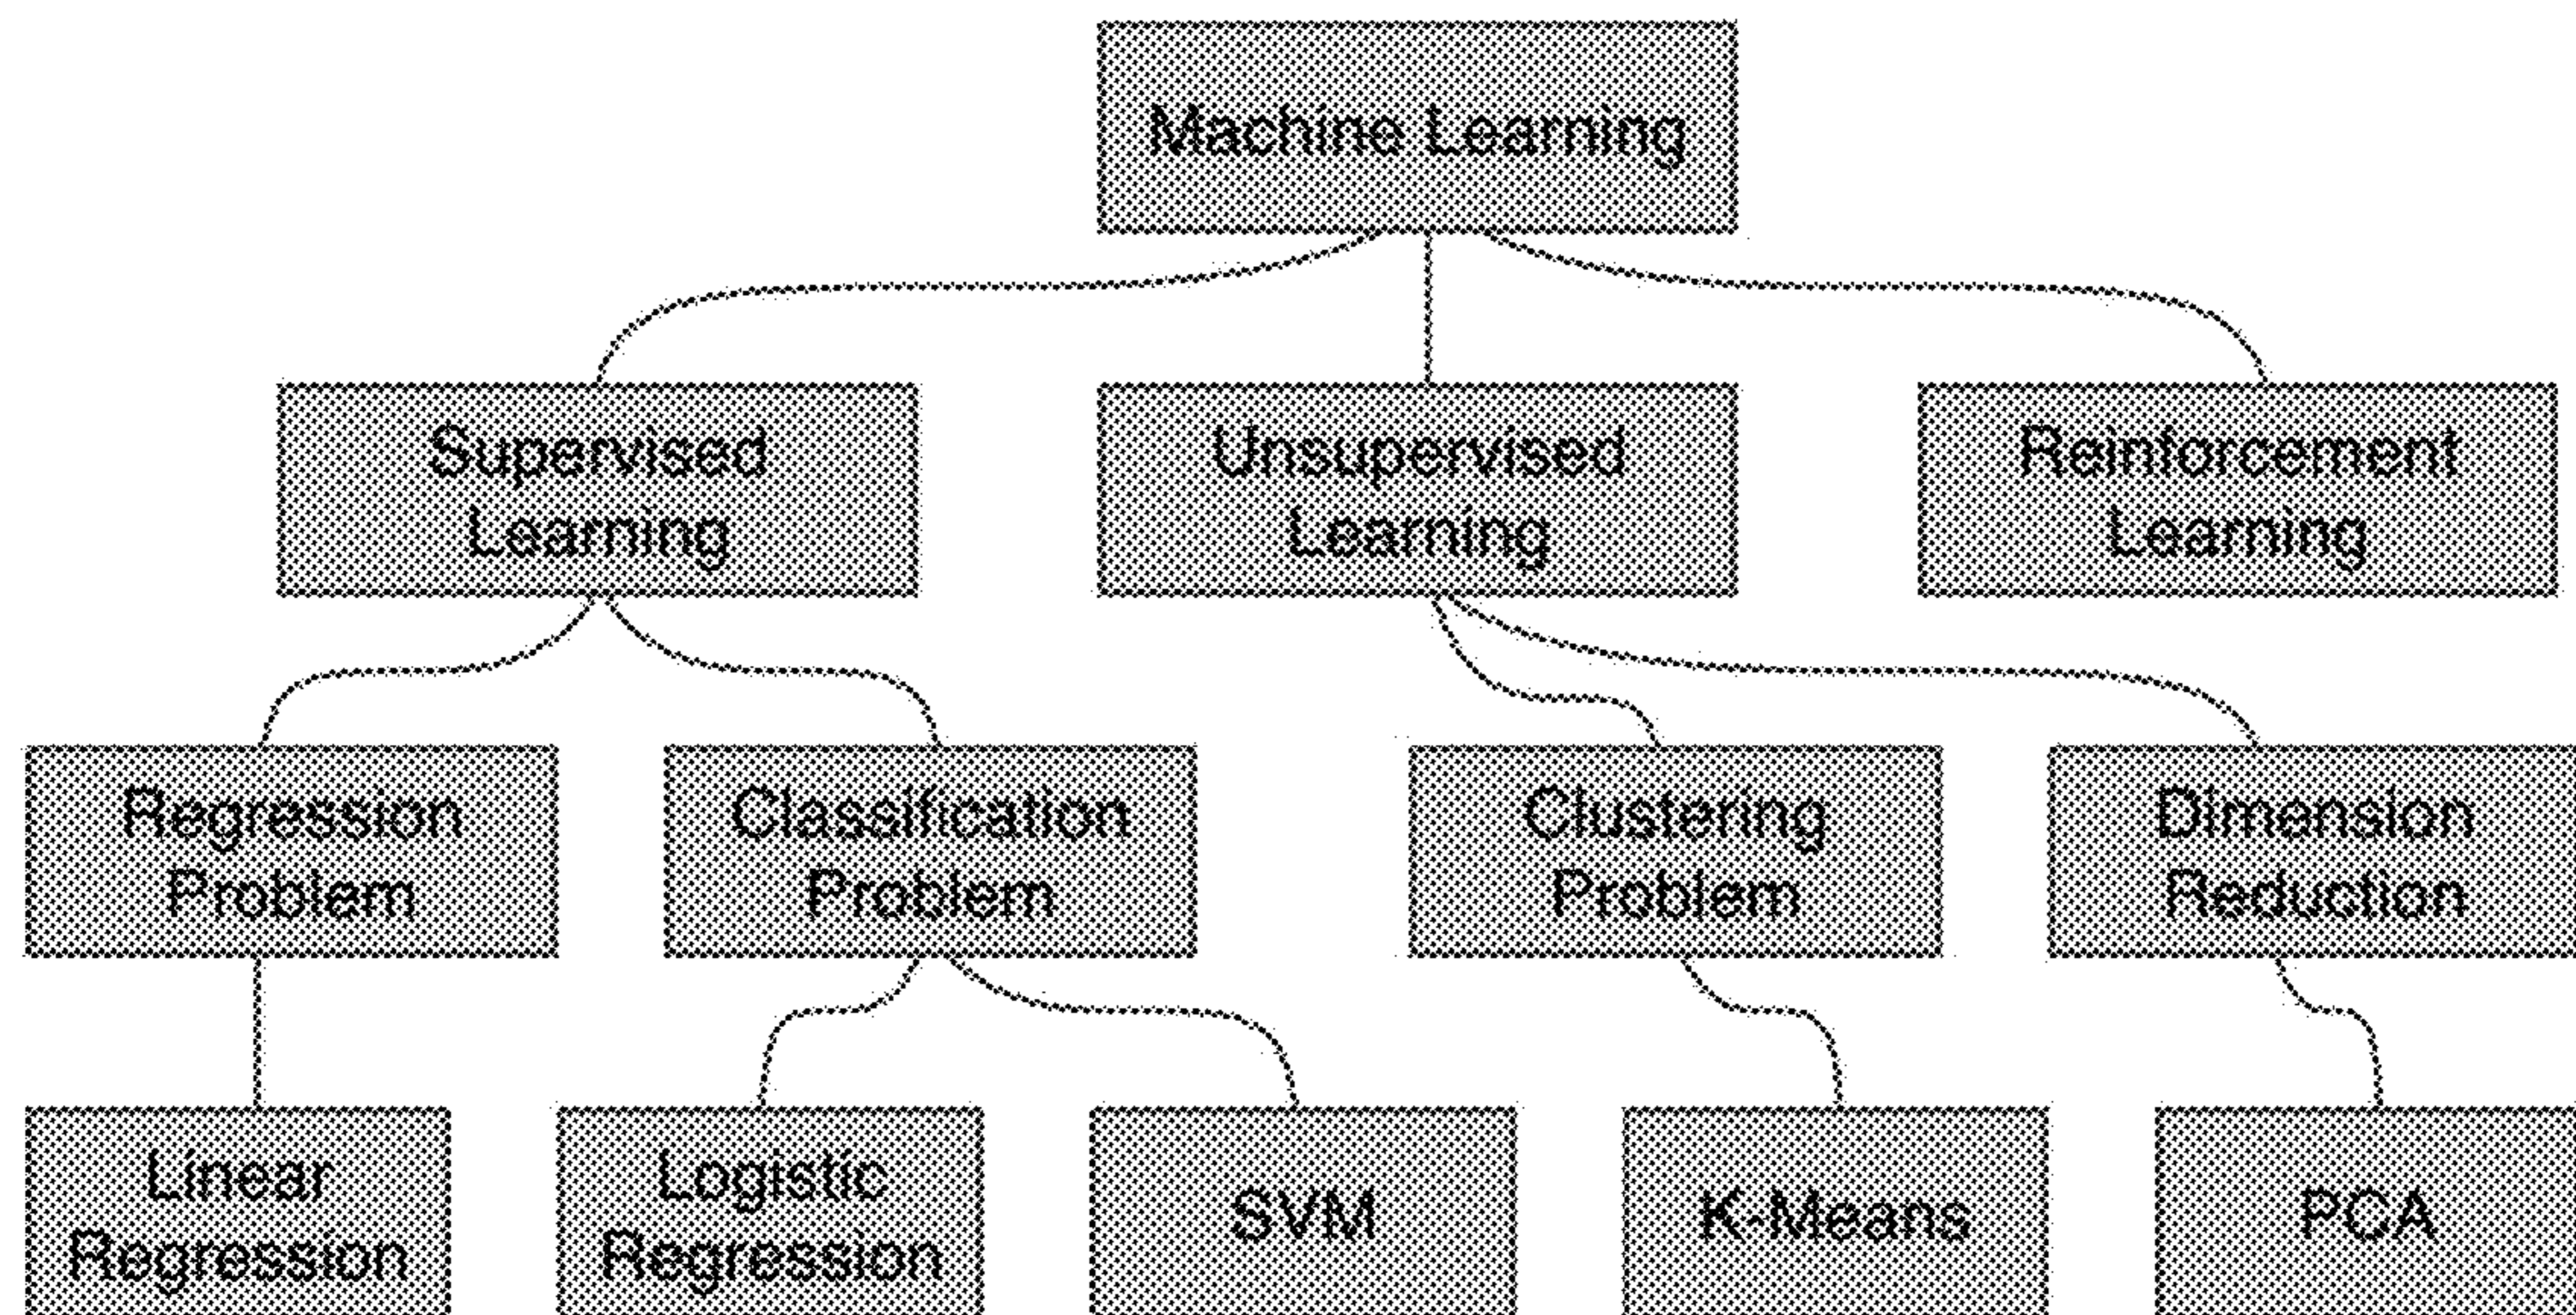 Machine Learning
Supervised
Learning
Unsupervised
Learning
Reinforcement
Learning
Regression
Problem
Classification
Problem
Clustering
Problem
Dimension
Reduction
Linear
Regression
Logistic
Regression
SVM
K-Means
PCA